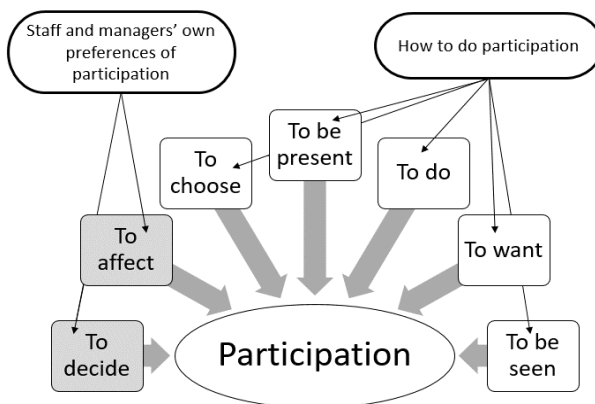 Staff and managers’ own
preferences of
participation
How to do participation
To be
present
To
choose
To do
To
affect
To want
To
decide
Participation
To be
seen